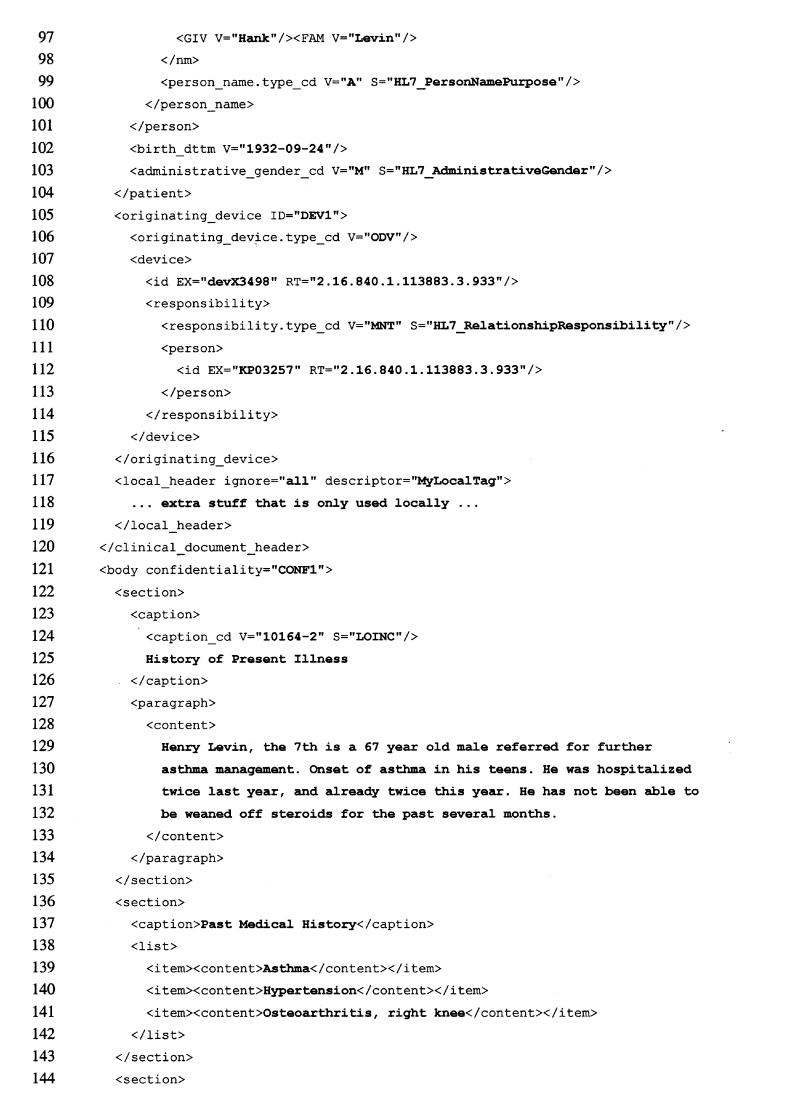 97 <GIV V="Hank"/><FAM V="Levin"/>
98 </nm>
99 <person_name.type_cd V="A" S="HL7_PersonNamePurpose"/>
100 </person_name>
101 </person>
102 <birth_dttm V="1932-09-24"/>
103 <administrative_gender_cd V="M" S="HL7_AdministrativeGender"/>
104 </patient>
105 <originating_device ID="DEV1">
106 <originating_device.type_cd V="ODV"/>
107 <device>
108 <id EX="devX3498" RT="2.16.840.1.113883.3.933"/>
109 <responsibility>
110 <responsibility.type_cd V="MNT" S="HL7_RelationshipResponsibility"/>
111 <person>
112 <id EX="KP03257" RT="2.16.840.1.113883.3.933"/>
113 </person>
114 </responsibility>
115 </device>
116 </originating_device>
117 <local_header ignore="all" descriptor="MyLocalTag">
118 ... extra stuff that is only used locally ...
119 </local_header>
120 </clinical_document_header>
121 <body confidentiality="CONF1">
122 <section>
123 <caption>
124 <caption_cd V="10164-2" S="LOINC"/>
125 History of Present Illness
126 </caption>
127 <paragraph>
128 <content>
129 Henry Levin, the 7th is a 67 year old male referred for further
130 asthma management. Onset of asthma in his teens. He was hospitalized
131 twice last year, and already twice this year. He has not been able to
132 be weaned off steroids for the past several months.
133 </content>
134 </paragraph>
135 </section>
136 <section>
137 <caption>Past Medical History</caption>
138 <list>
139 <item><content>Asthma</content></item>
140 <item><content>Hypertension</content></item>
141 <item><content>Osteoarthritis, right knee</content></item>
142 </list>
143 </section>
144 <section>